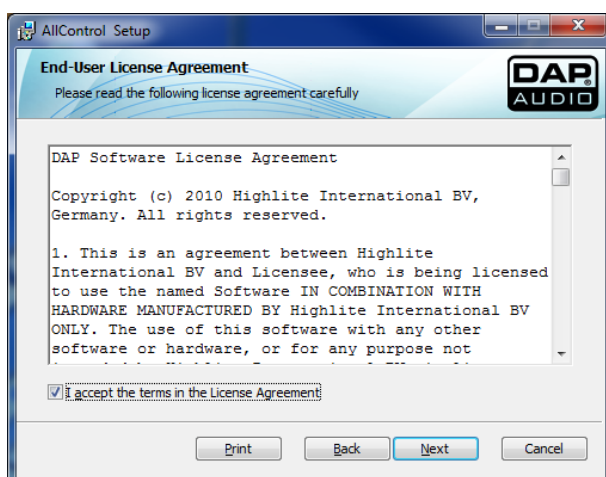 AllControl Setup
End-User License Agreement
Please read the following license agreement carefully
DAP
AUDIO
DAP Software License Agreement
Copyright (c) 2010 Highlite International BV,
Germany. All rights reserved.
1. This is an agreement between Highlite
International BV and Licensee, who is being licensed
to use the named Software IN COMBINATION WITH
HARDWARE MANUFACTURED BY Highlite International BV
ONLY. The use of this software with any other
software or hardware, or for any purpose not
I accept the terms in the License Agreement
Print Back Next Cancel